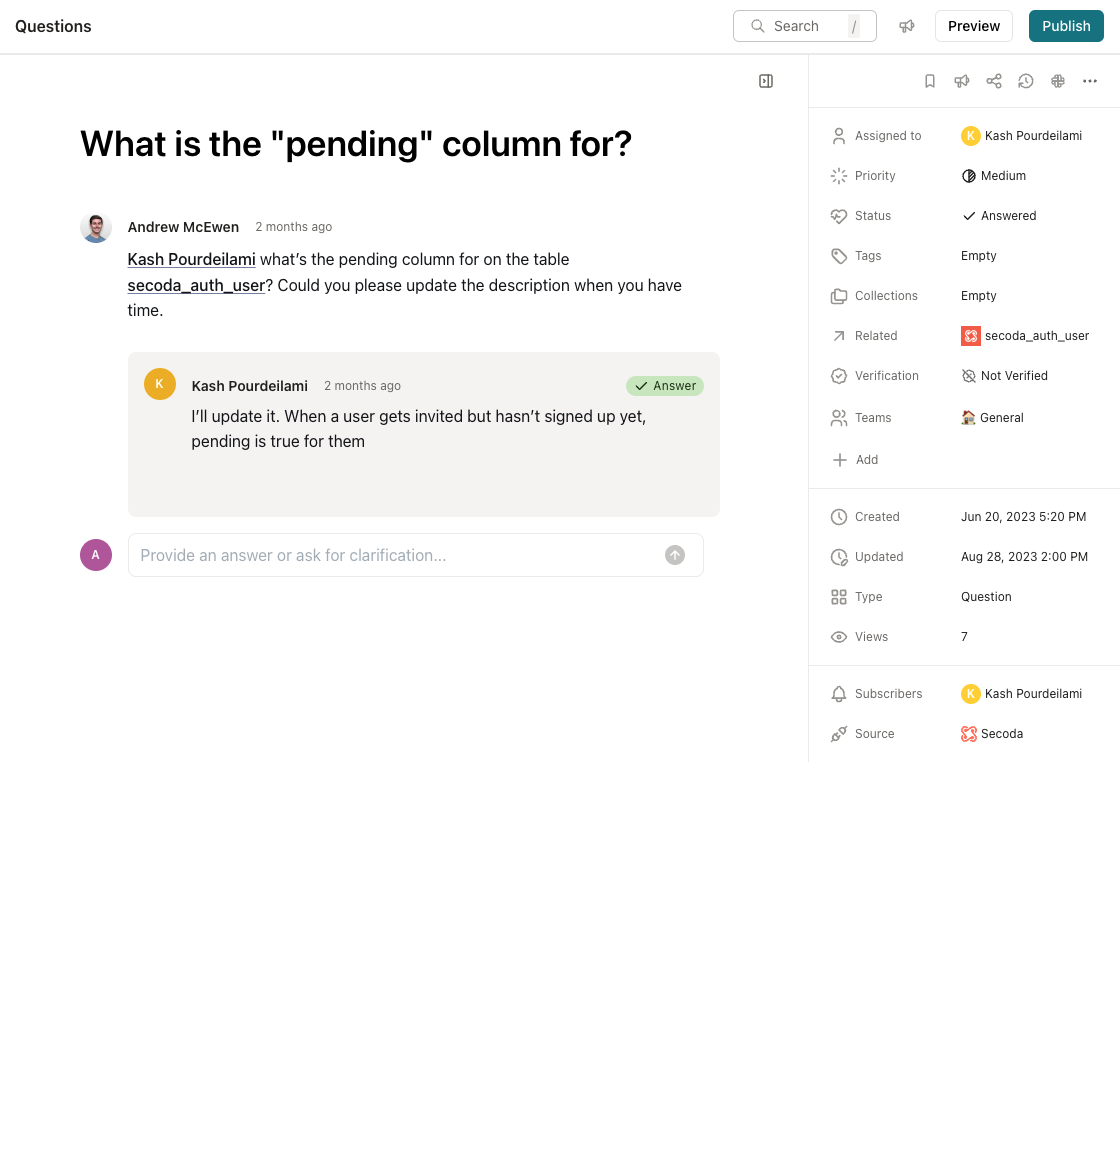 Questions
Search /
Preview
Publish
What is the "pending" column for?
Andrew McEwen 2 months ago
Kash Pourdeilami what’s the pending column for on the table
secoda_auth_user? Could you please update the description when you have
time.
K
Kash Pourdeilami 2 months ago
Answer
I’ll update it. When a user gets invited but hasn’t signed up yet,
pending is true for them
A
Provide an answer or ask for clarification...
Assigned to K Kash Pourdeilami
Priority Medium
Status Answered
Tags Empty
Collections Empty
Related secoda_auth_user
Verification Not Verified
Teams General
Add
Created Jun 20, 2023 5:20 PM
Updated Aug 28, 2023 2:00 PM
Type Question
Views 7
Subscribers K Kash Pourdeilami
Source Secoda